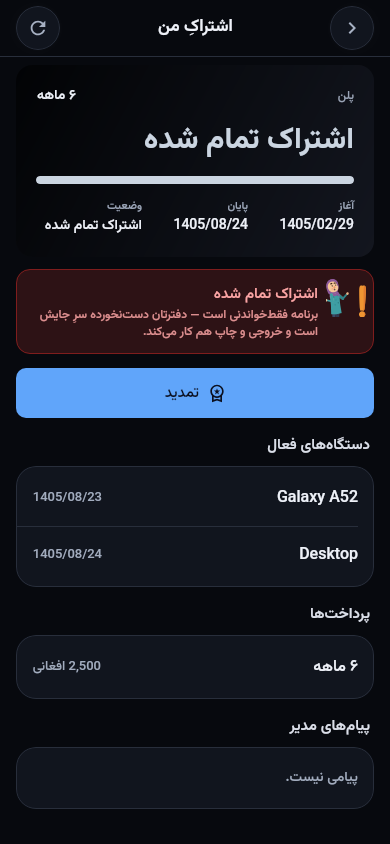 اشتراکِ من
پلن
۶ ماهه
اشتراک تمام شده
آغاز
پایان
وضعیت
1405/02/29
1405/08/24
اشتراک تمام شده
اشتراک تمام شده
برنامه فقط‌خواندنی است — دفترتان دست‌نخورده سرِ جایش
است و خروجی و چاپ هم کار می‌کند.
تمدید
دستگاه‌های فعال
Galaxy A52
1405/08/23
Desktop
1405/08/24
پرداخت‌ها
۶ ماهه
2,500 افغانی
پیام‌های مدیر
پیامی نیست.